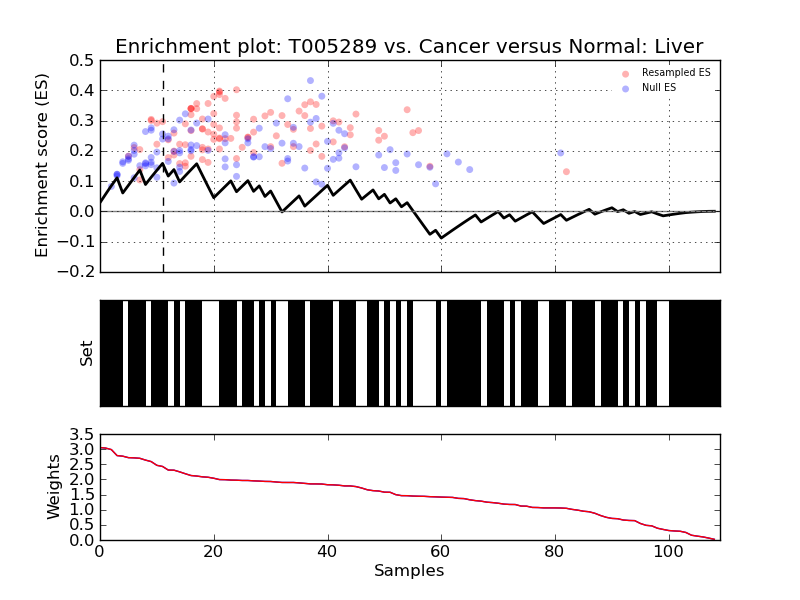 Enrichment plot: T005289 vs. Cancer versus Normal: Liver
0.5
0.4
0.3
0.2
0.1
0.0
−0.1
−0.2
Enrichment score (ES)
Resampled ES
Null ES
Set
3.5
3.0
2.5
2.0
1.5
1.0
0.5
0.0
Weights
0 20 40 60 80 100
Samples